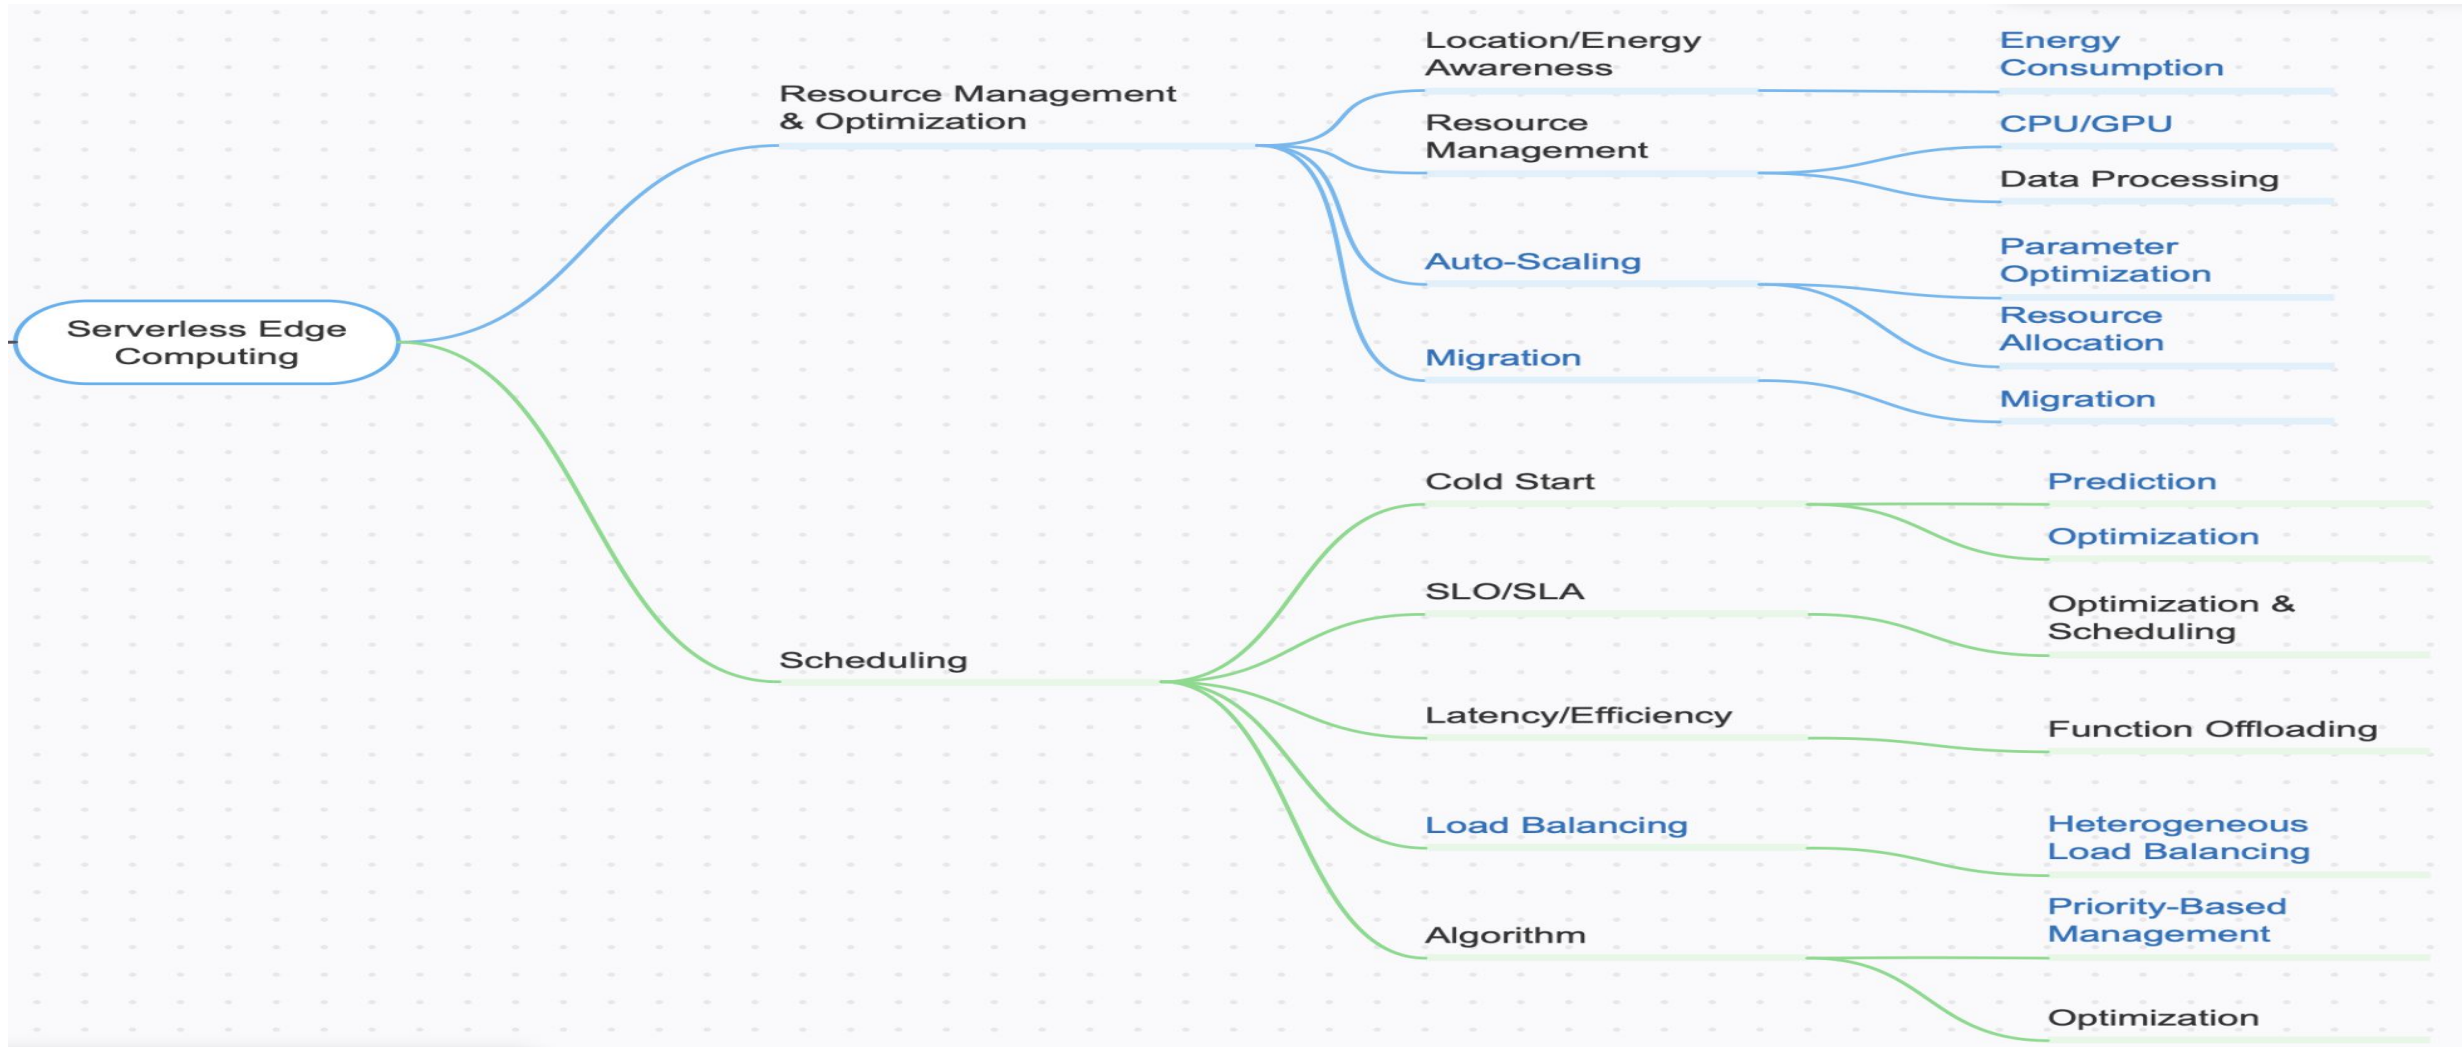 Serverless Edge
Computing
Resource Management
& Optimization
Location/Energy
Awareness
Energy
Consumption
Resource
Management
CPU/GPU
Data Processing
Auto-Scaling
Parameter
Optimization
Resource
Allocation
Migration
Migration
Scheduling
Cold Start
Prediction
Optimization
SLO/SLA
Optimization &
Scheduling
Latency/Efficiency
Function Offloading
Load Balancing
Heterogeneous
Load Balancing
Algorithm
Priority-Based
Management
Optimization